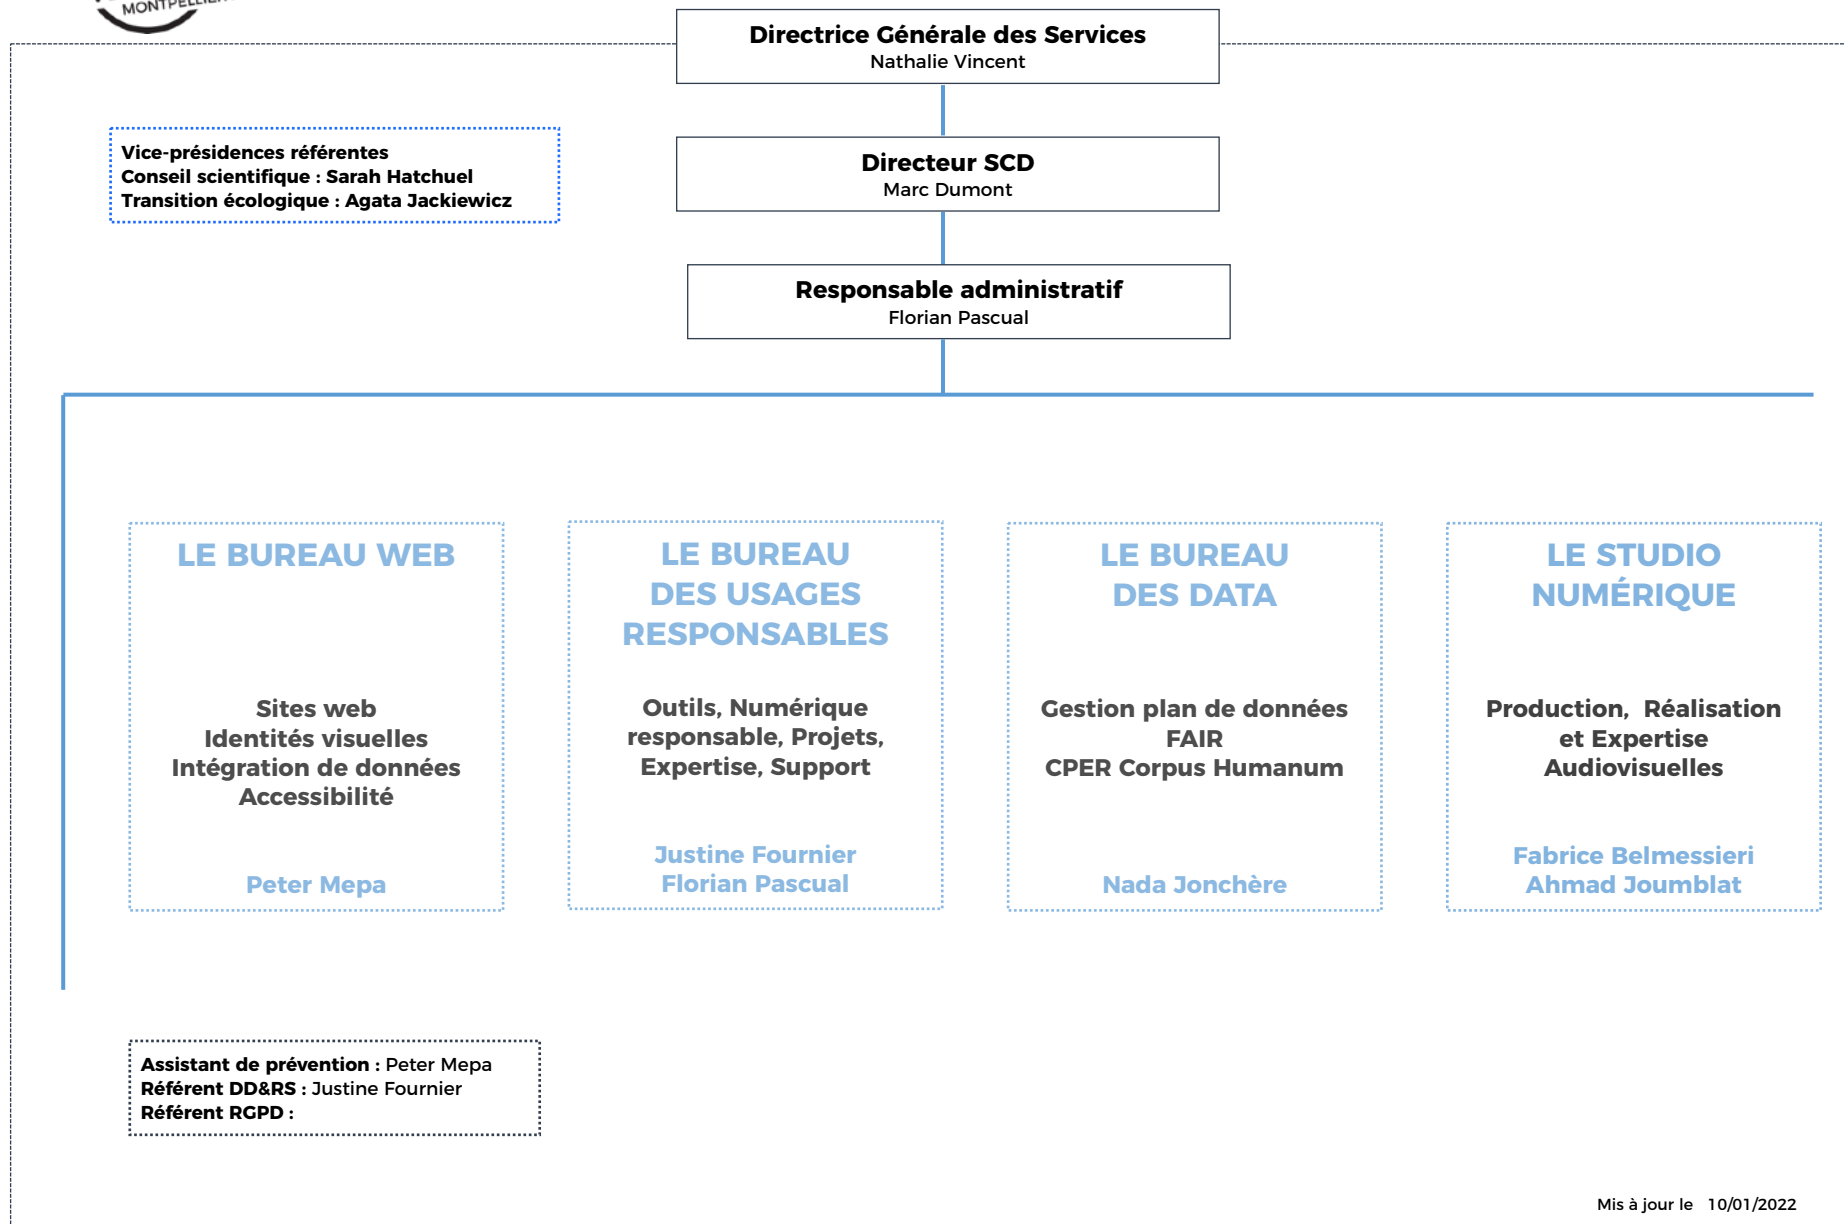 MONTPELLIER
Directrice Générale des Services
Nathalie Vincent
Vice-présidences référentes
Conseil scientifique : Sarah Hatchuel
Transition écologique : Agata Jackiewicz
Directeur SCD
Marc Dumont
Responsable administratif
Florian Pascual
LE BUREAU WEB
Sites web
Identités visuelles
Intégration de données
Accessibilité
Peter Mepa
LE BUREAU
DES USAGES
RESPONSABLES
Outils, Numérique
responsable, Projets,
Expertise, Support
Justine Fournier
Florian Pascual
LE BUREAU
DES DATA
Gestion plan de données
FAIR
CPER Corpus Humanum
Nada Jonchère
LE STUDIO
NUMÉRIQUE
Production, Réalisation
et Expertise
Audiovisuelles
Fabrice Belmessieri
Ahmad Joumblat
Assistant de prévention : Peter Mepa
Référent DD&RS : Justine Fournier
Référent RGPD :
Mis à jour le 10/01/2022